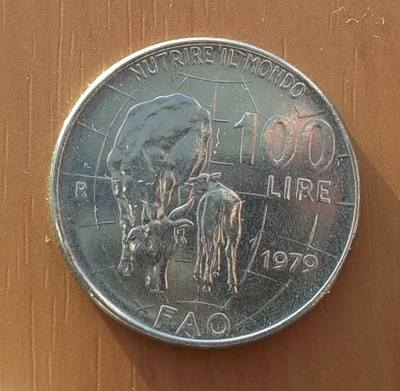 NUTRIRE IL MONDO
100
R
LIRE
1979
FAO